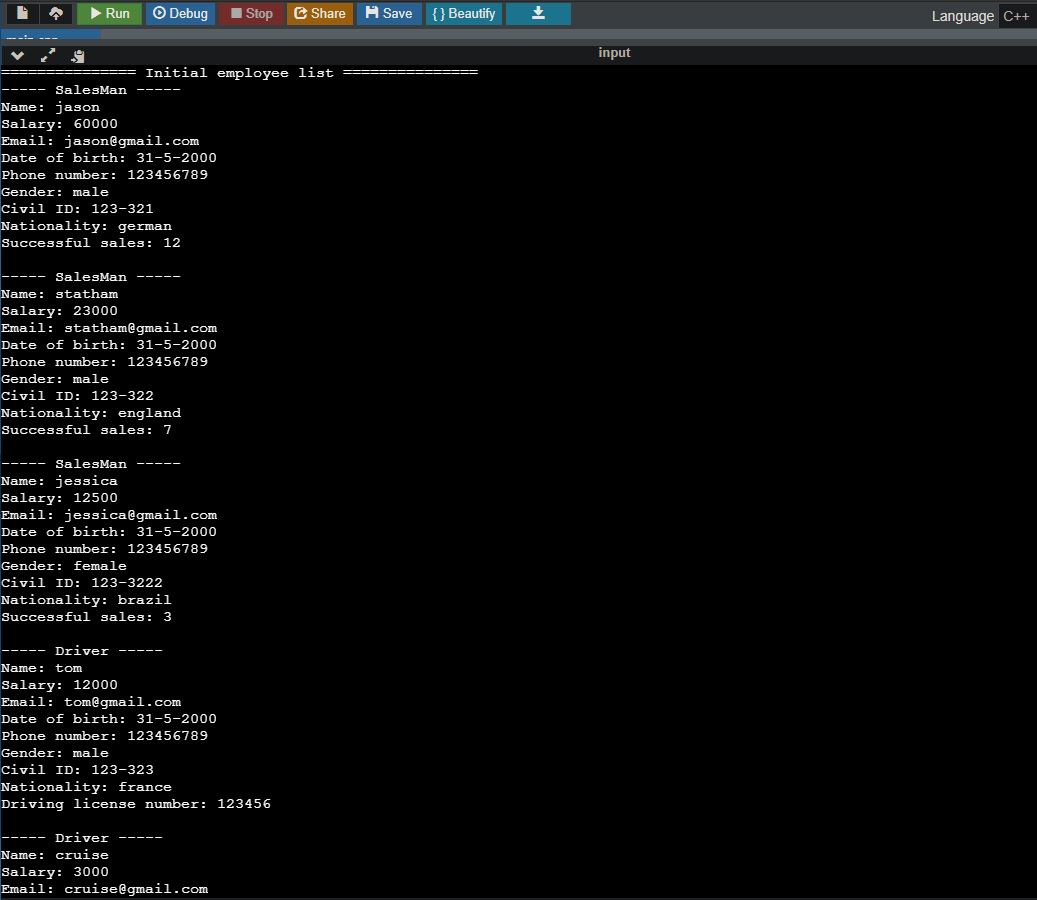 Run Debug Stop Share Save { } Beautify
Language C++
input
=============== Initial employee list ===============
----- SalesMan -----
Name: jason
Salary: 60000
Email: jason@gmail.com
Date of birth: 31-5-2000
Phone number: 123456789
Gender: male
Civil ID: 123-321
Nationality: german
Successful sales: 12
----- SalesMan -----
Name: statham
Salary: 23000
Email: statham@gmail.com
Date of birth: 31-5-2000
Phone number: 123456789
Gender: male
Civil ID: 123-322
Nationality: england
Successful sales: 7
----- SalesMan -----
Name: jessica
Salary: 12500
Email: jessica@gmail.com
Date of birth: 31-5-2000
Phone number: 123456789
Gender: female
Civil ID: 123-3222
Nationality: brazil
Successful sales: 3
----- Driver -----
Name: tom
Salary: 12000
Email: tom@gmail.com
Date of birth: 31-5-2000
Phone number: 123456789
Gender: male
Civil ID: 123-323
Nationality: france
Driving license number: 123456
----- Driver -----
Name: cruise
Salary: 3000
Email: cruise@gmail.com